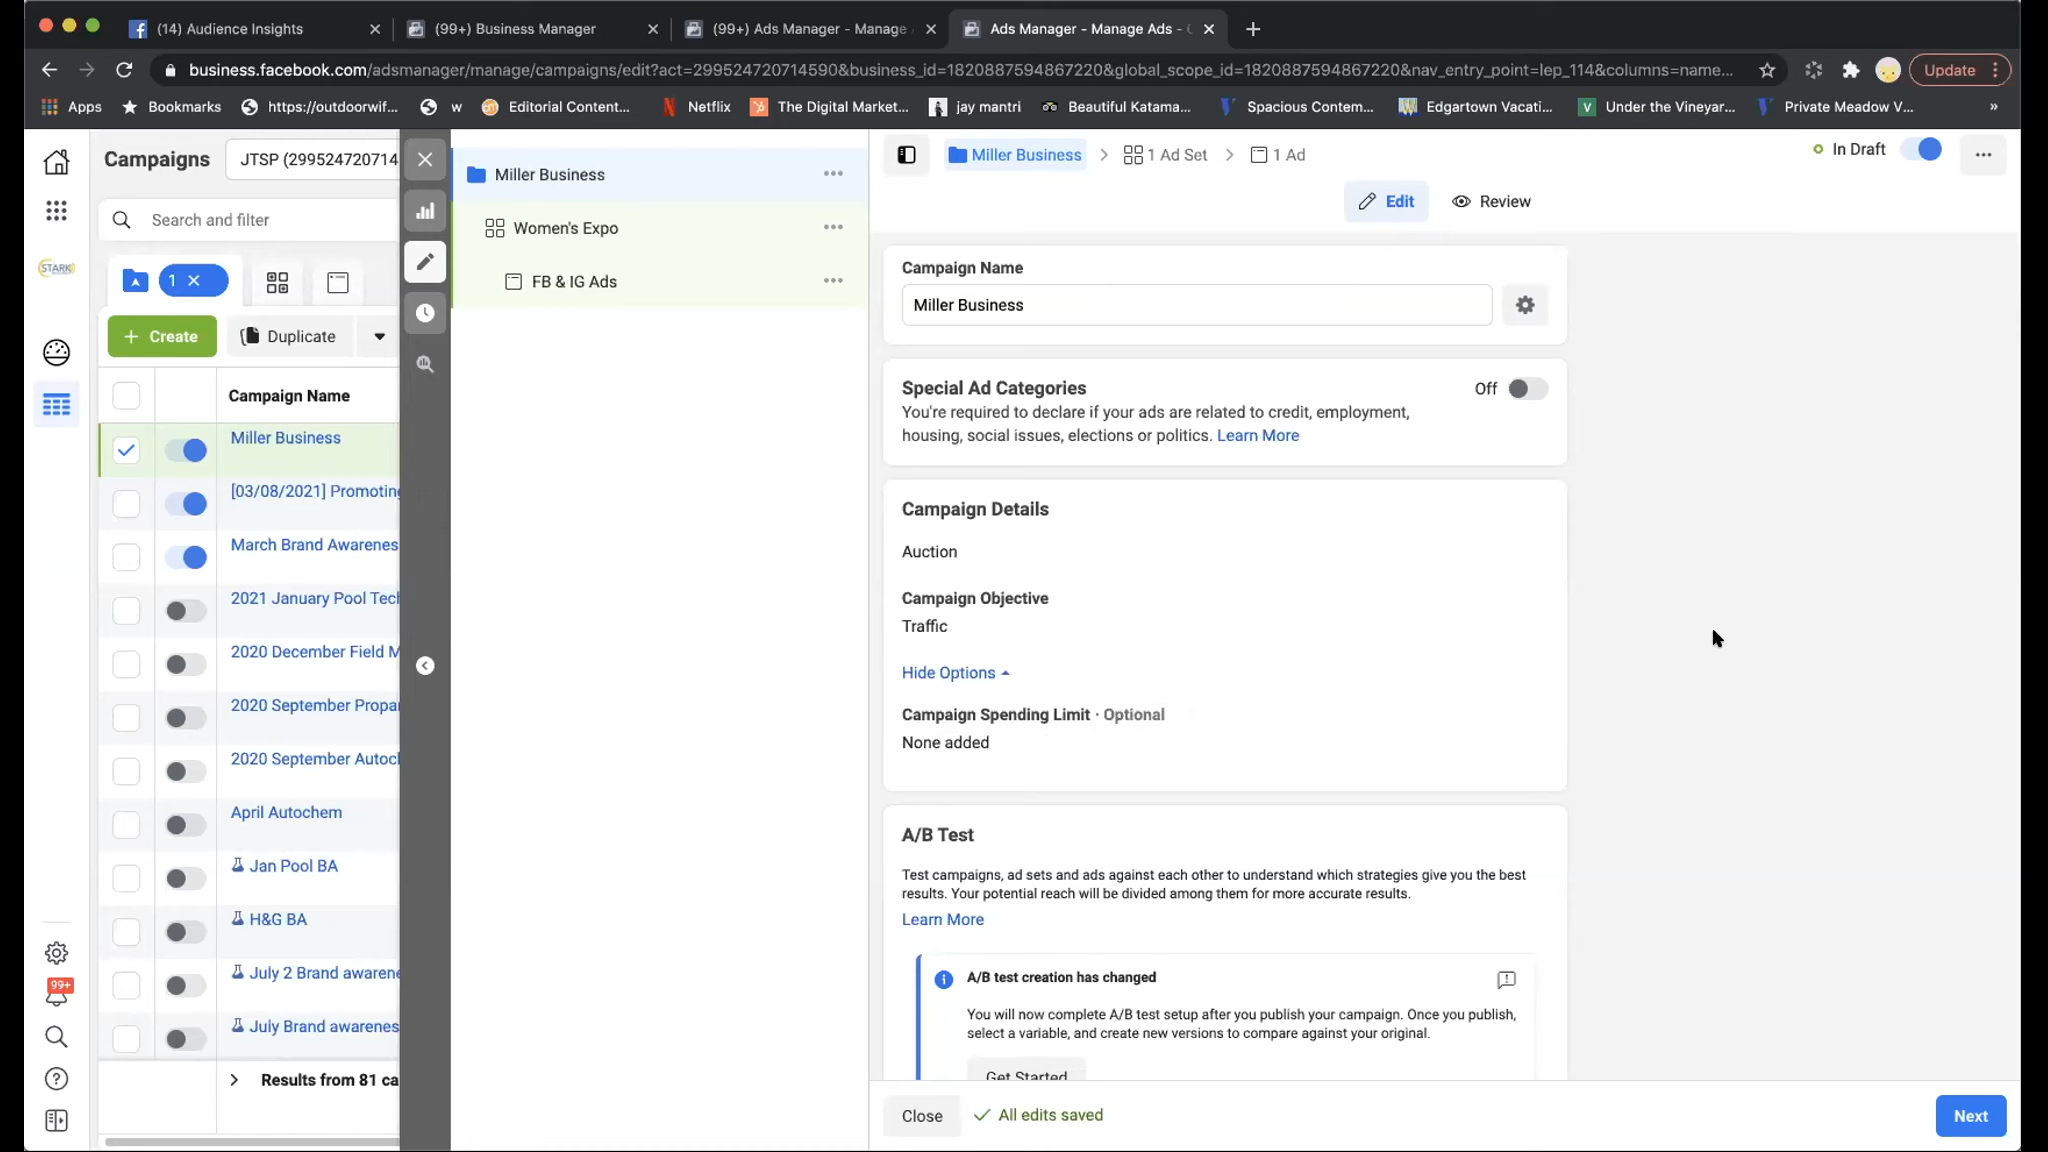 (14) Audience Insights
(99+) Business Manager
(99+) Ads Manager - Manage
Ads Manager - Manage Ads -
business.facebook.com/adsmanager/manage/campaigns/edit?act=299524720714590&business_id=1820887594867220&global_scope_id=1820887594867220&nav_entry_point=lep_114&columns=name...
Update
Apps
Bookmarks
https://outdoorwif...
w
Editorial Content...
Netflix
The Digital Market...
jay mantri
Beautiful Katama...
Spacious Contem...
Edgartown Vacati...
Under the Vineyar...
Private Meadow V...
»
Campaigns
JTSP (299524720714
Search and filter
STARK
1
Create
Duplicate
Campaign Name
Miller Business
[03/08/2021] Promoting
March Brand Awarenes
2021 January Pool Tech
2020 December Field M
2020 September Propa
2020 September Autocl
April Autochem
Jan Pool BA
H&G BA
July 2 Brand awarene
July Brand awarenes
Results from 81 ca
99+
Miller Business
Women's Expo
FB & IG Ads
Miller Business
1 Ad Set
1 Ad
In Draft
Edit
Review
Campaign Name
Miller Business
Special Ad Categories
Off
You're required to declare if your ads are related to credit, employment,
housing, social issues, elections or politics. Learn More
Campaign Details
Auction
Campaign Objective
Traffic
Hide Options
Campaign Spending Limit · Optional
None added
A/B Test
Test campaigns, ad sets and ads against each other to understand which strategies give you the best
results. Your potential reach will be divided among them for more accurate results.
Learn More
A/B test creation has changed
You will now complete A/B test setup after you publish your campaign. Once you publish,
select a variable, and create new versions to compare against your original.
Get Started
Close
All edits saved
Next